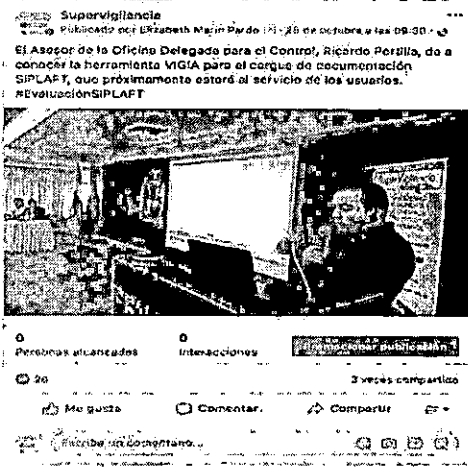 Supervigilancia
Publicado por Elizabeth Marin Pardo · 26 de octubre a las 09:30 ·
El Asesor de la Oficina Delegada para el Control, Ricardo Portilla, da a
conocer la herramienta VIGÍA para el cargue de documentación
SIPLAFT, que próximamente estará al servicio de los usuarios.
#EvaluaciónSIPLAFT
0
Personas alcanzadas
0
Interacciones
Promocionar publicación
20
3 veces compartido
Me gusta
Comentar
Compartir
Escribe un comentario...